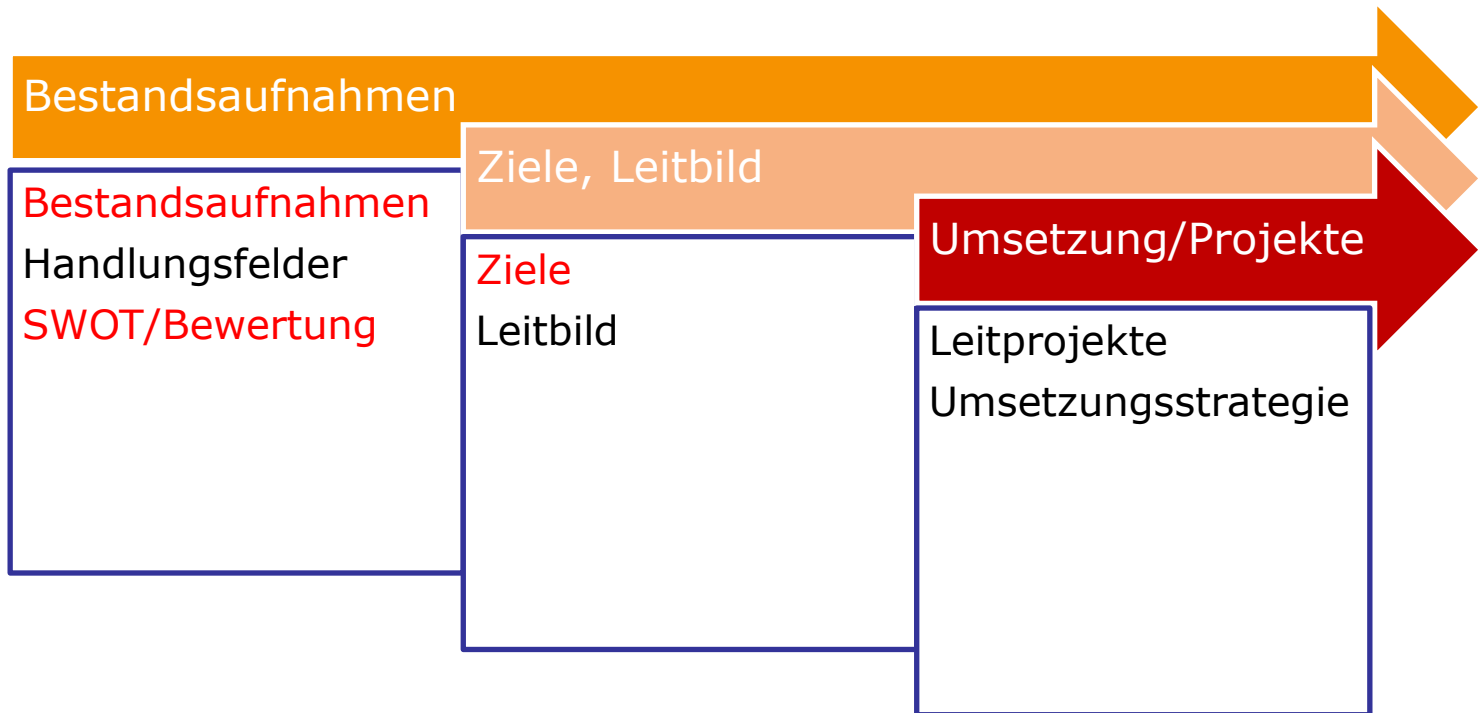 Bestandsaufnahmen
Bestandsaufnahmen
Handlungsfelder
SWOT/Bewertung
Ziele, Leitbild
Ziele
Leitbild
Umsetzung/Projekte
Leitprojekte
Umsetzungsstrategie